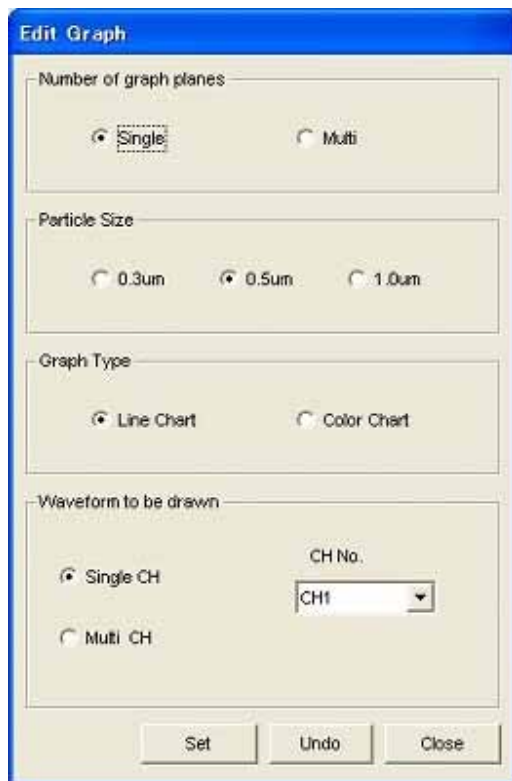 Edit Graph
Number of graph planes
Single Multi
Particle Size
0.3um 0.5um 1.0um
Graph Type
Line Chart Color Chart
Waveform to be drawn
CH No.
Single CH
CH1
Multi CH
Set Undo Close